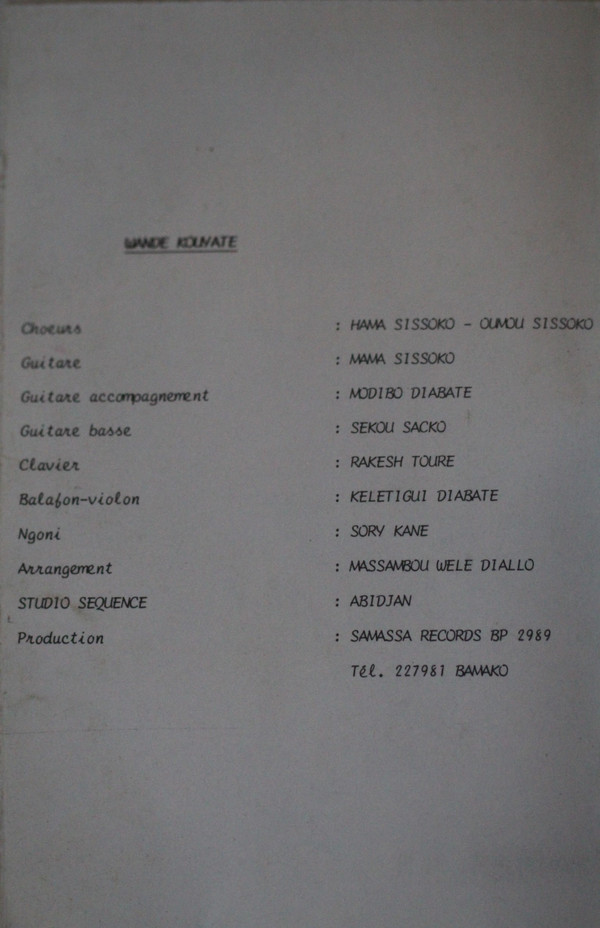 WANDE KOUYATE
Choeurs : HAMA SISSOKO - OUMOU SISSOKO
Guitare : MAMA SISSOKO
Guitare accompagnement : MODIBO DIABATE
Guitare basse : SEKOU SACKO
Clavier : RAKESH TOURE
Balafon-violon : KELETIGUI DIABATE
Ngoni : SORY KANE
Arrangement : MASSAMBOU WELE DIALLO
STUDIO SEQUENCE : ABIDJAN
Production : SAMASSA RECORDS BP 2989
Tél. 227981 BAMAKO